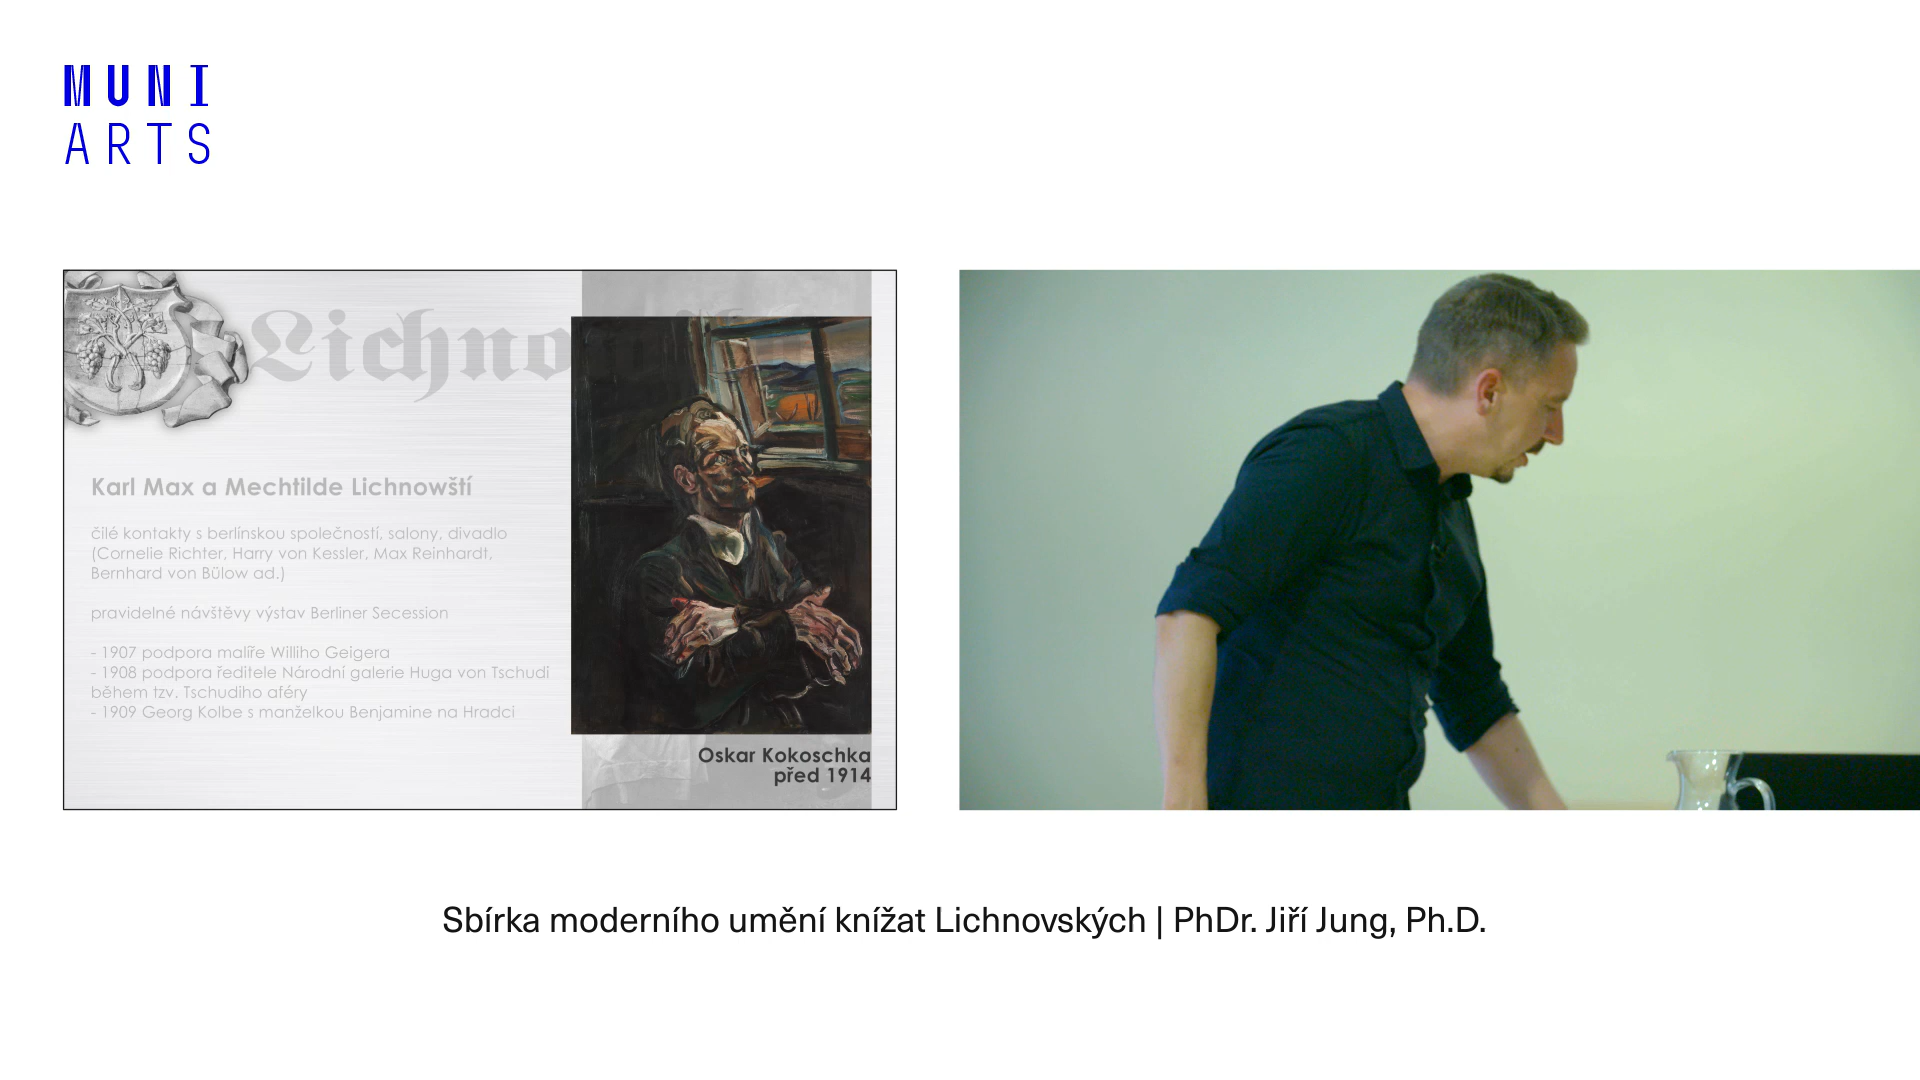 MUNI
ARTS
Lichno
Karl Max a Mechtilde Lichnowští
čilé kontakty s berlínskou společností, salony, divadlo
(Cornelie Richter, Harry von Kessler, Max Reinhardt,
Bernhard von Bülow ad.)
pravidelné návštěvy výstav Berliner Secession
- 1907 podpora malíře Williho Geigera
- 1908 podpora ředitele Národní galerie Huga von Tschudi
během tzv. Tschudiho aféry
- 1909 Georg Kolbe s manželkou Benjamine na Hradci
Oskar Kokoschka
před 1914
Sbírka moderního umění knížat Lichnovských | PhDr. Jiří Jung, Ph.D.